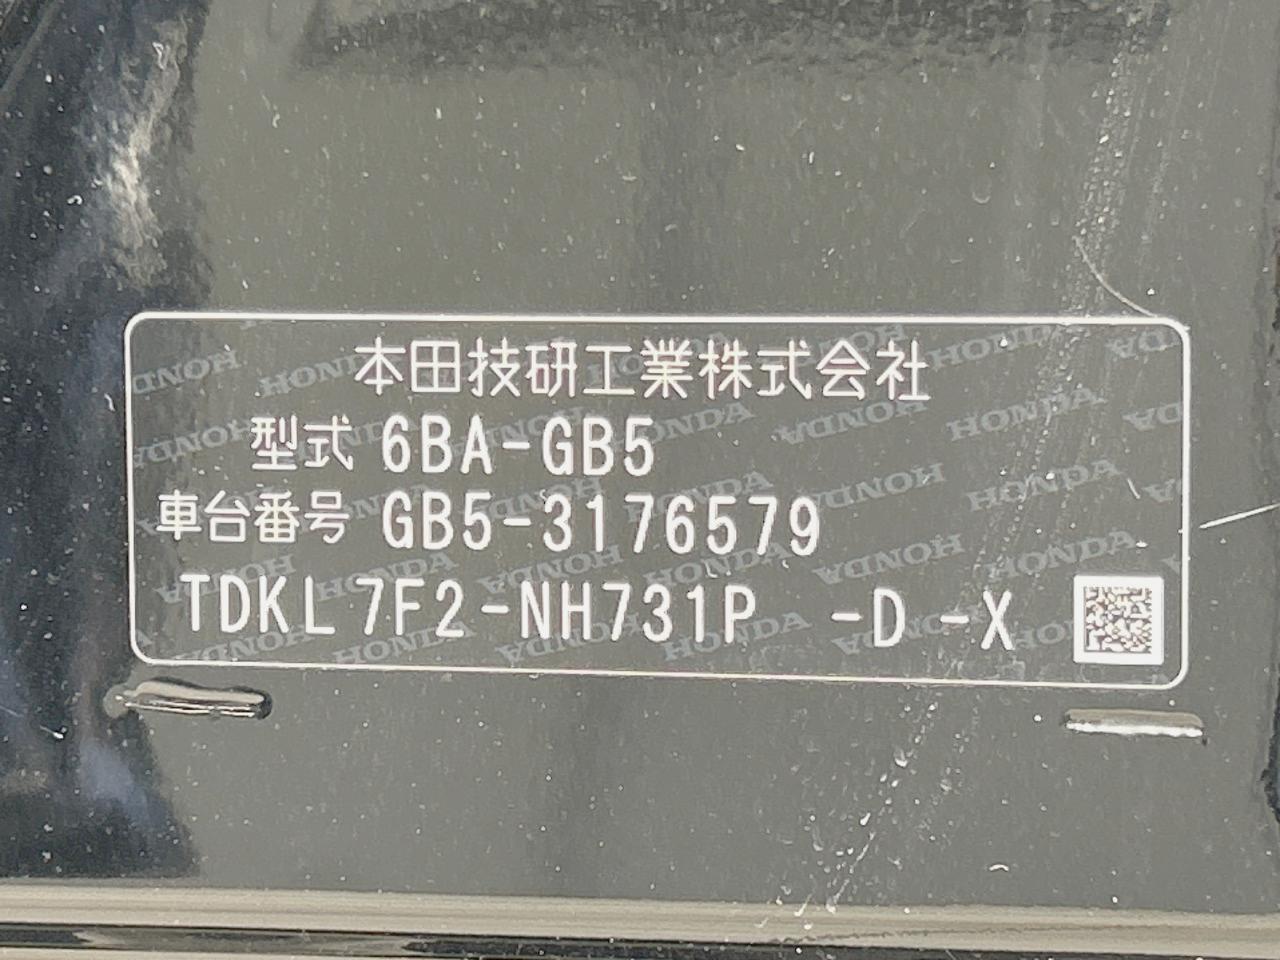 本田技研工業株式会社
型式 6BA-GB5
車台番号 GB5-3176579
TDKL7F2-NH731P -D-X